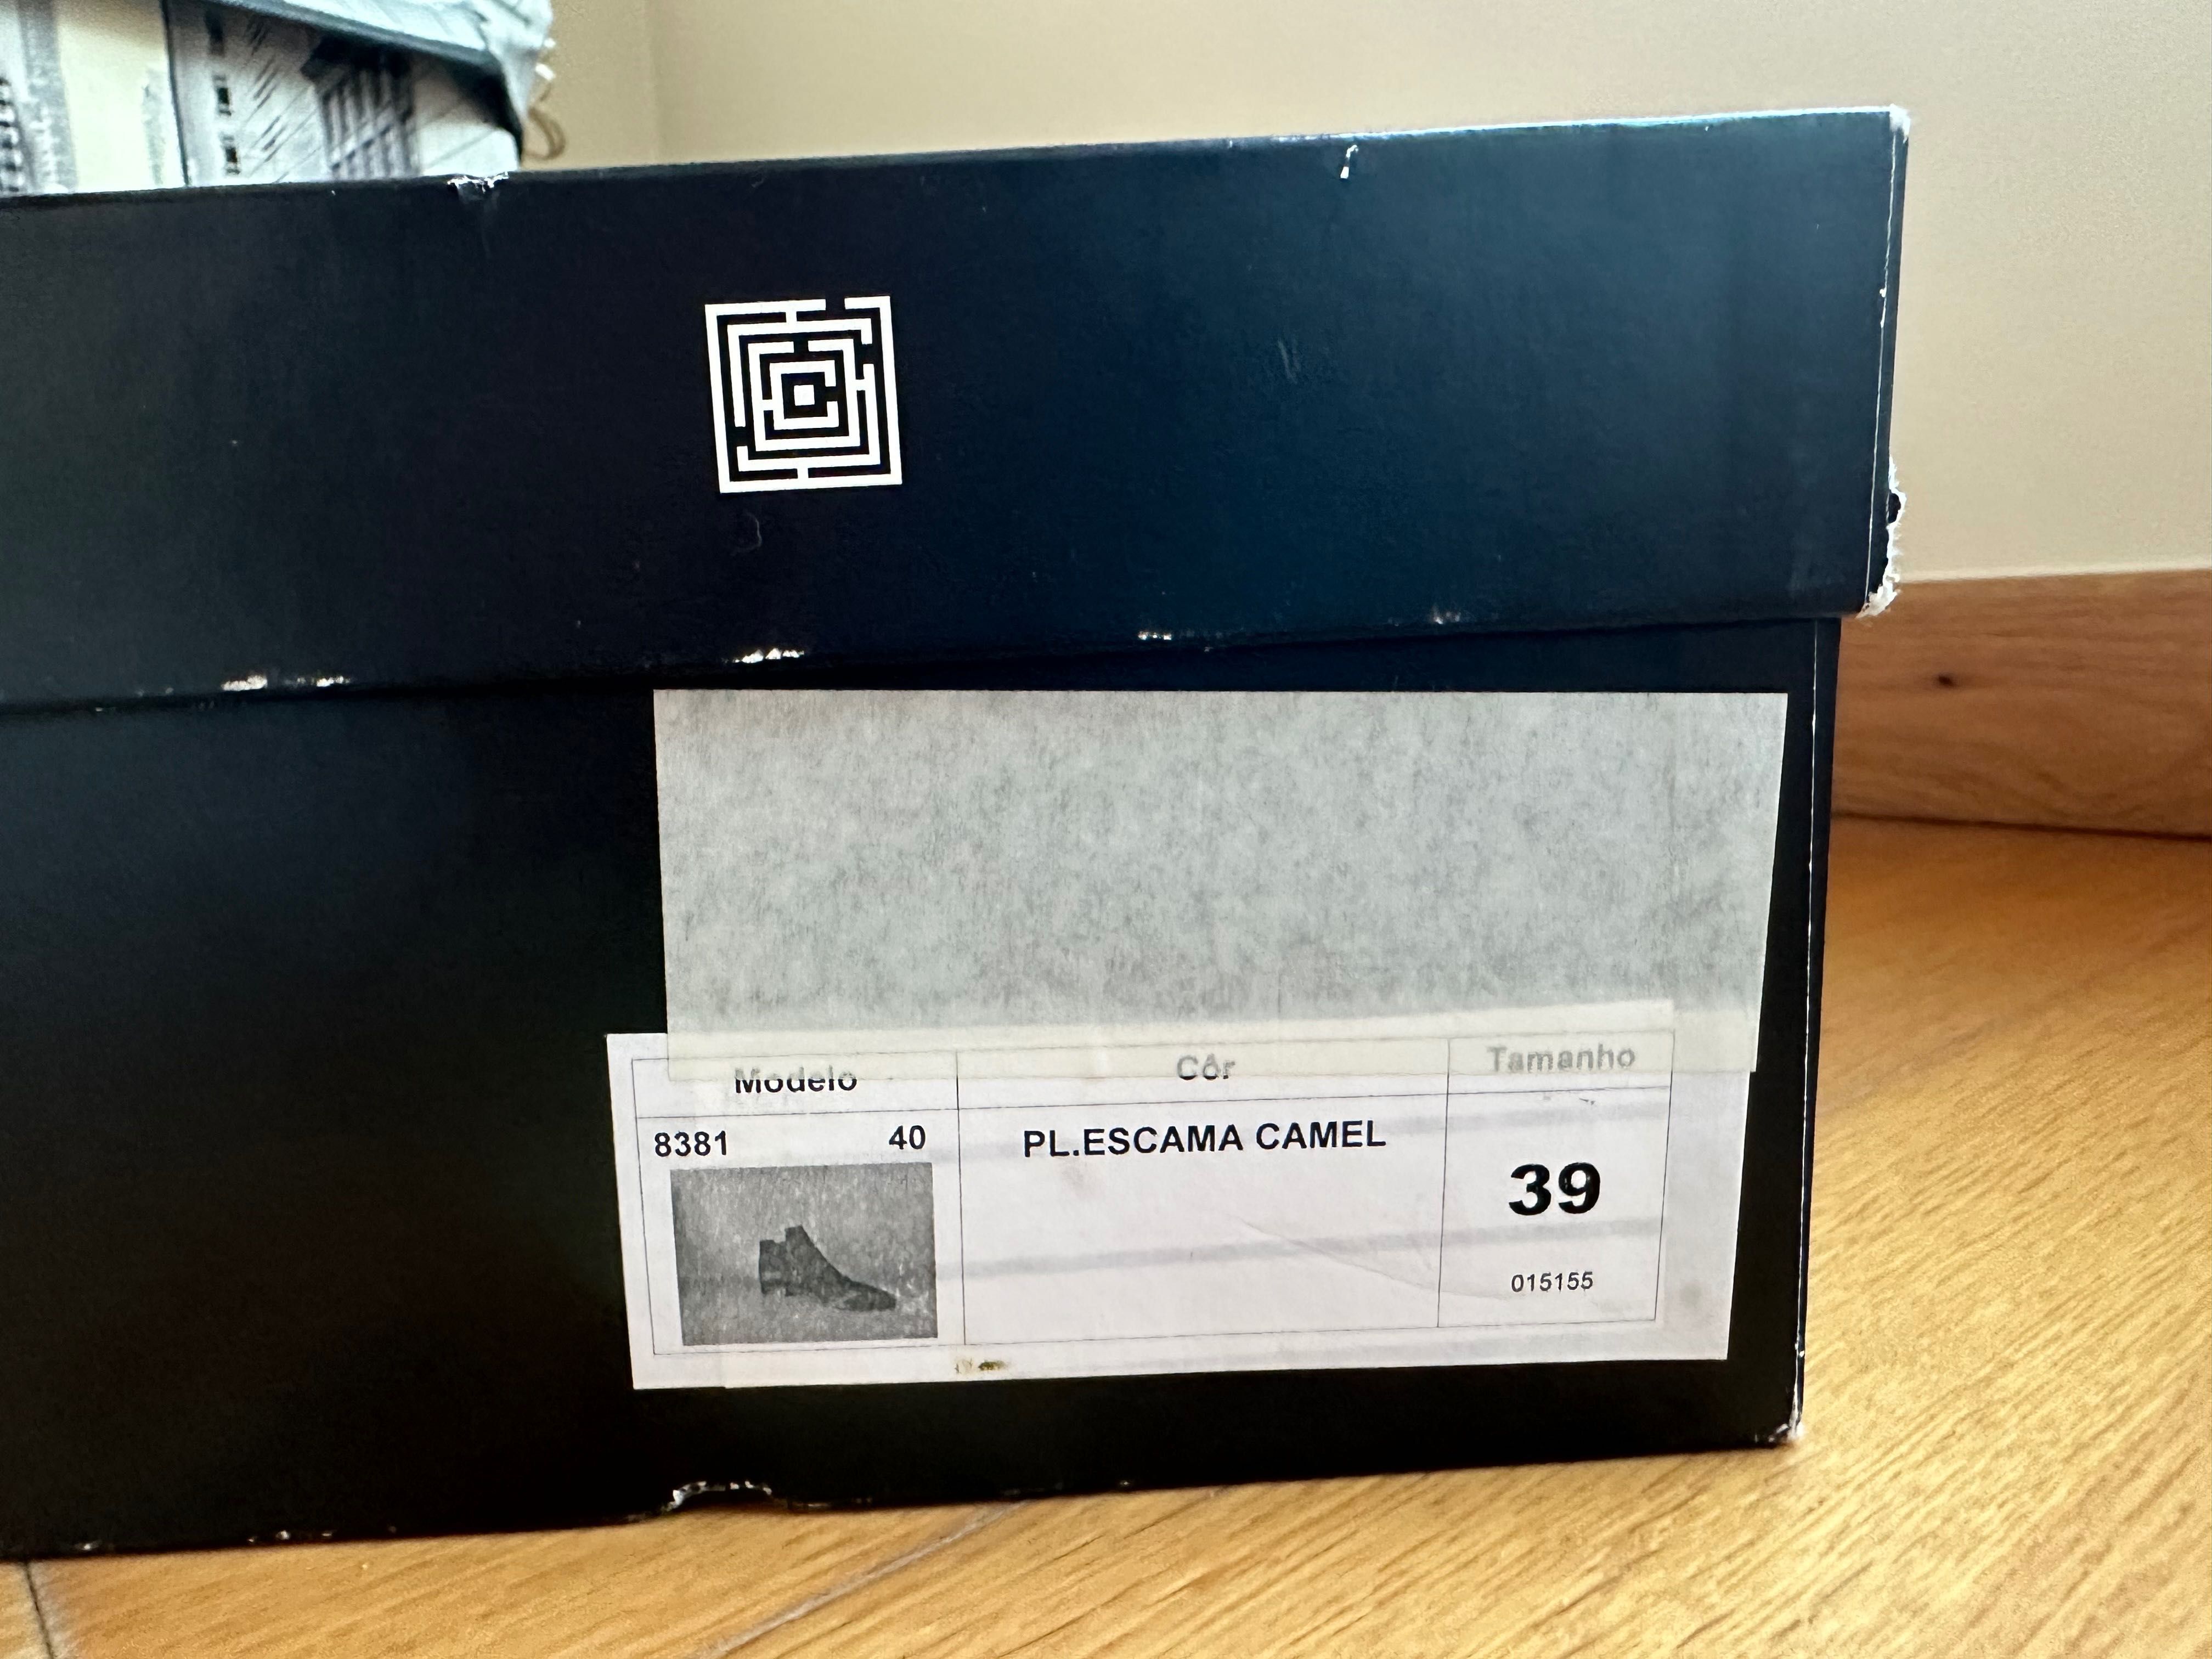 Modelo Côr Tamanho
8381 40 PL.ESCAMA CAMEL
39
015155